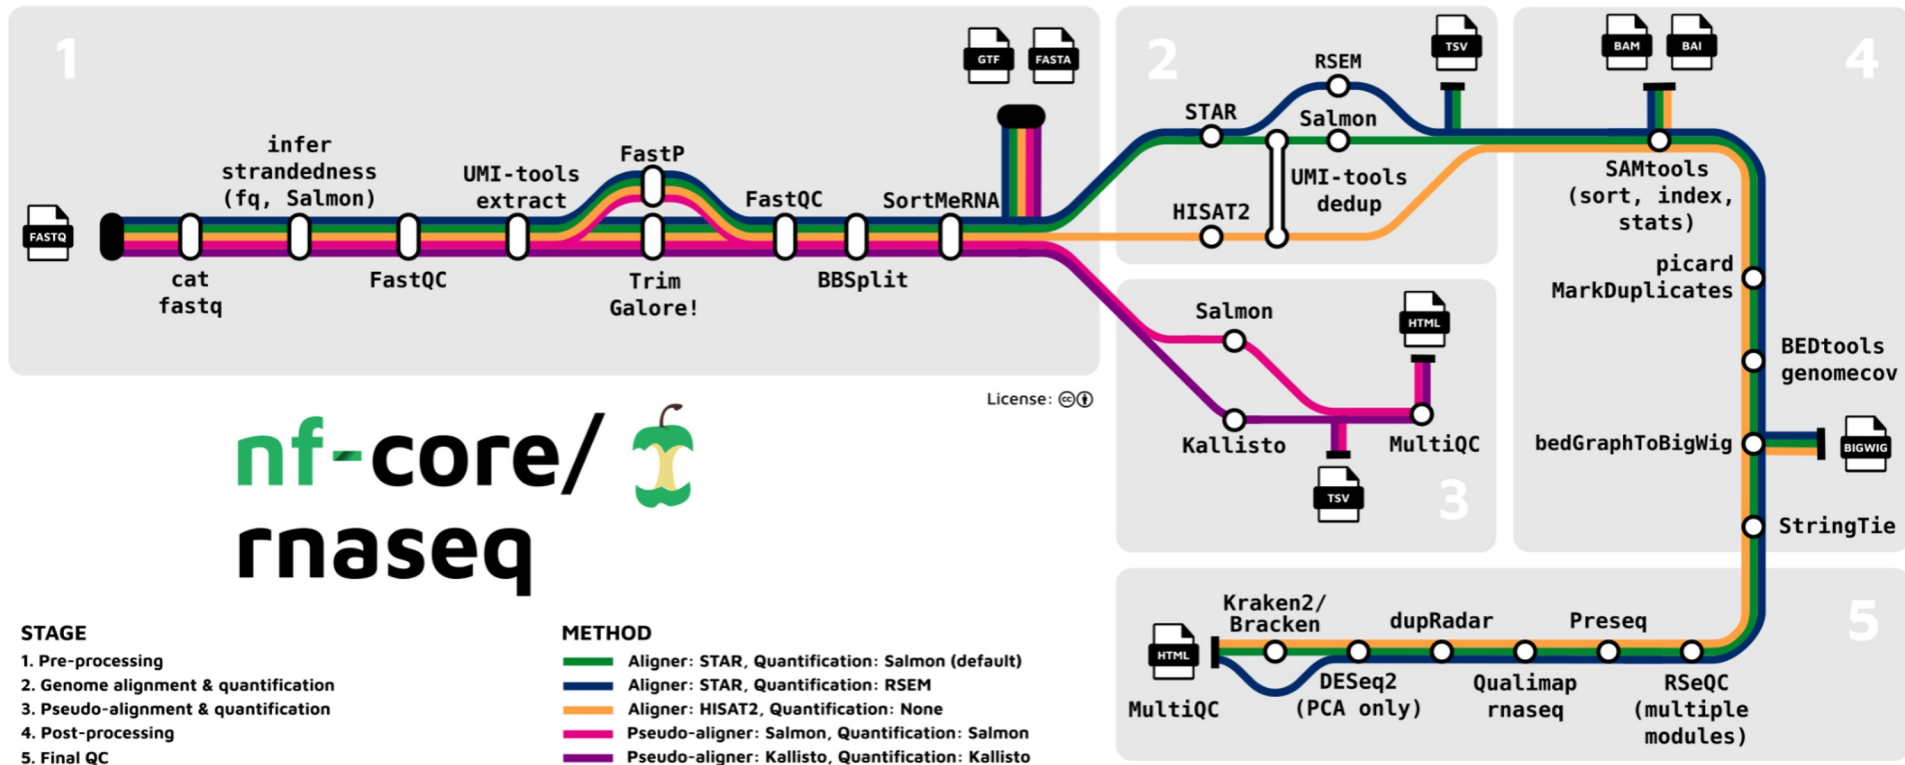 1
GTF
FASTA
infer
strandedness
(fq, Salmon)
UMI-tools
extract
FastP
FastQC
SortMeRNA
FASTQ
cat
fastq
FastQC
Trim
Galore!
BBSplit
2
RSEM
TSV
STAR
Salmon
UMI-tools
dedup
HISAT2
Salmon
HTML
Kallisto
MultiQC
TSV
3
BAM
BAI
4
SAMtools
(sort, index,
stats)
picard
MarkDuplicates
BEDtools
genomecov
bedGraphToBigWig
BIGWIG
StringTie
Kraken2/
Bracken
dupRadar
Preseq
5
HTML
MultiQC
DESeq2
(PCA only)
Qualimap
rnaseq
RSeQC
(multiple
modules)
License:
cc
nf-core/
rnaseq
STAGE
1. Pre-processing
2. Genome alignment & quantification
3. Pseudo-alignment & quantification
4. Post-processing
5. Final QC
METHOD
Aligner: STAR, Quantification: Salmon (default)
Aligner: STAR, Quantification: RSEM
Aligner: HISAT2, Quantification: None
Pseudo-aligner: Salmon, Quantification: Salmon
Pseudo-aligner: Kallisto, Quantification: Kallisto